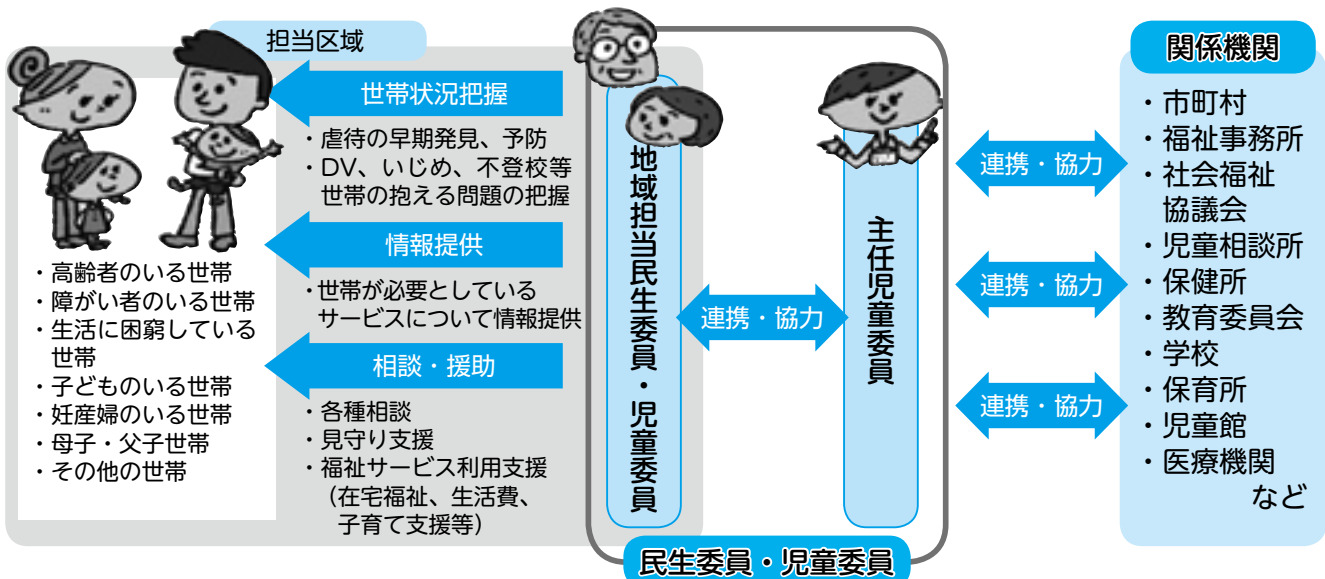 担当区域
世帯状況把握
・虐待の早期発見、予防
・DV、いじめ、不登校等
世帯の抱える問題の把握
情報提供
・世帯が必要としている
サービスについて情報提供
相談・援助
・各種相談
・見守り支援
・福祉サービス利用支援
（在宅福祉、生活費、
子育て支援等）
・高齢者のいる世帯
・障がい者のいる世帯
・生活に困窮している
世帯
・子どものいる世帯
・妊産婦のいる世帯
・母子・父子世帯
・その他の世帯
地域担当民生委員・児童委員
連携・協力
主任児童委員
民生委員・児童委員
連携・協力
連携・協力
連携・協力
関係機関
・市町村
・福祉事務所
・社会福祉
協議会
・児童相談所
・保健所
・教育委員会
・学校
・保育所
・児童館
・医療機関
など